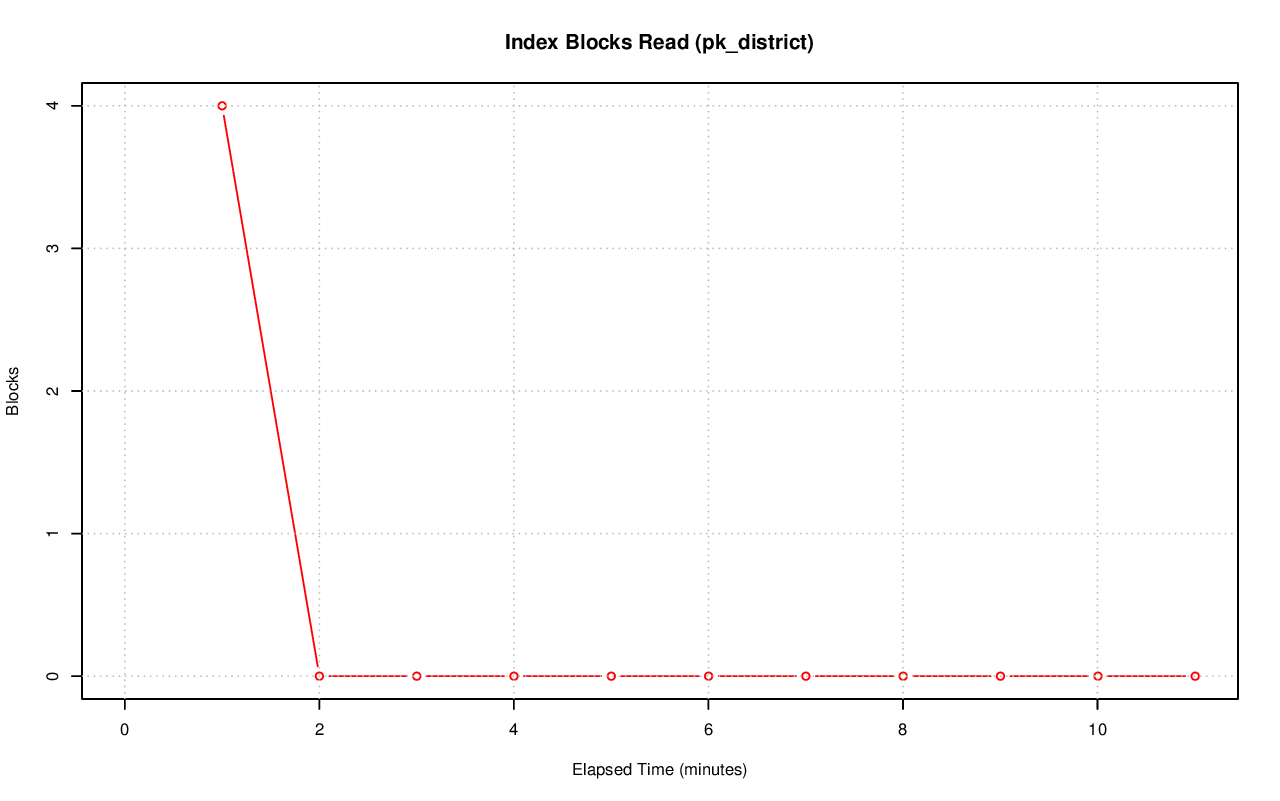 Index Blocks Read (pk_district)
4
3
2
1
0
Blocks
0 2 4 6 8 10
Elapsed Time (minutes)